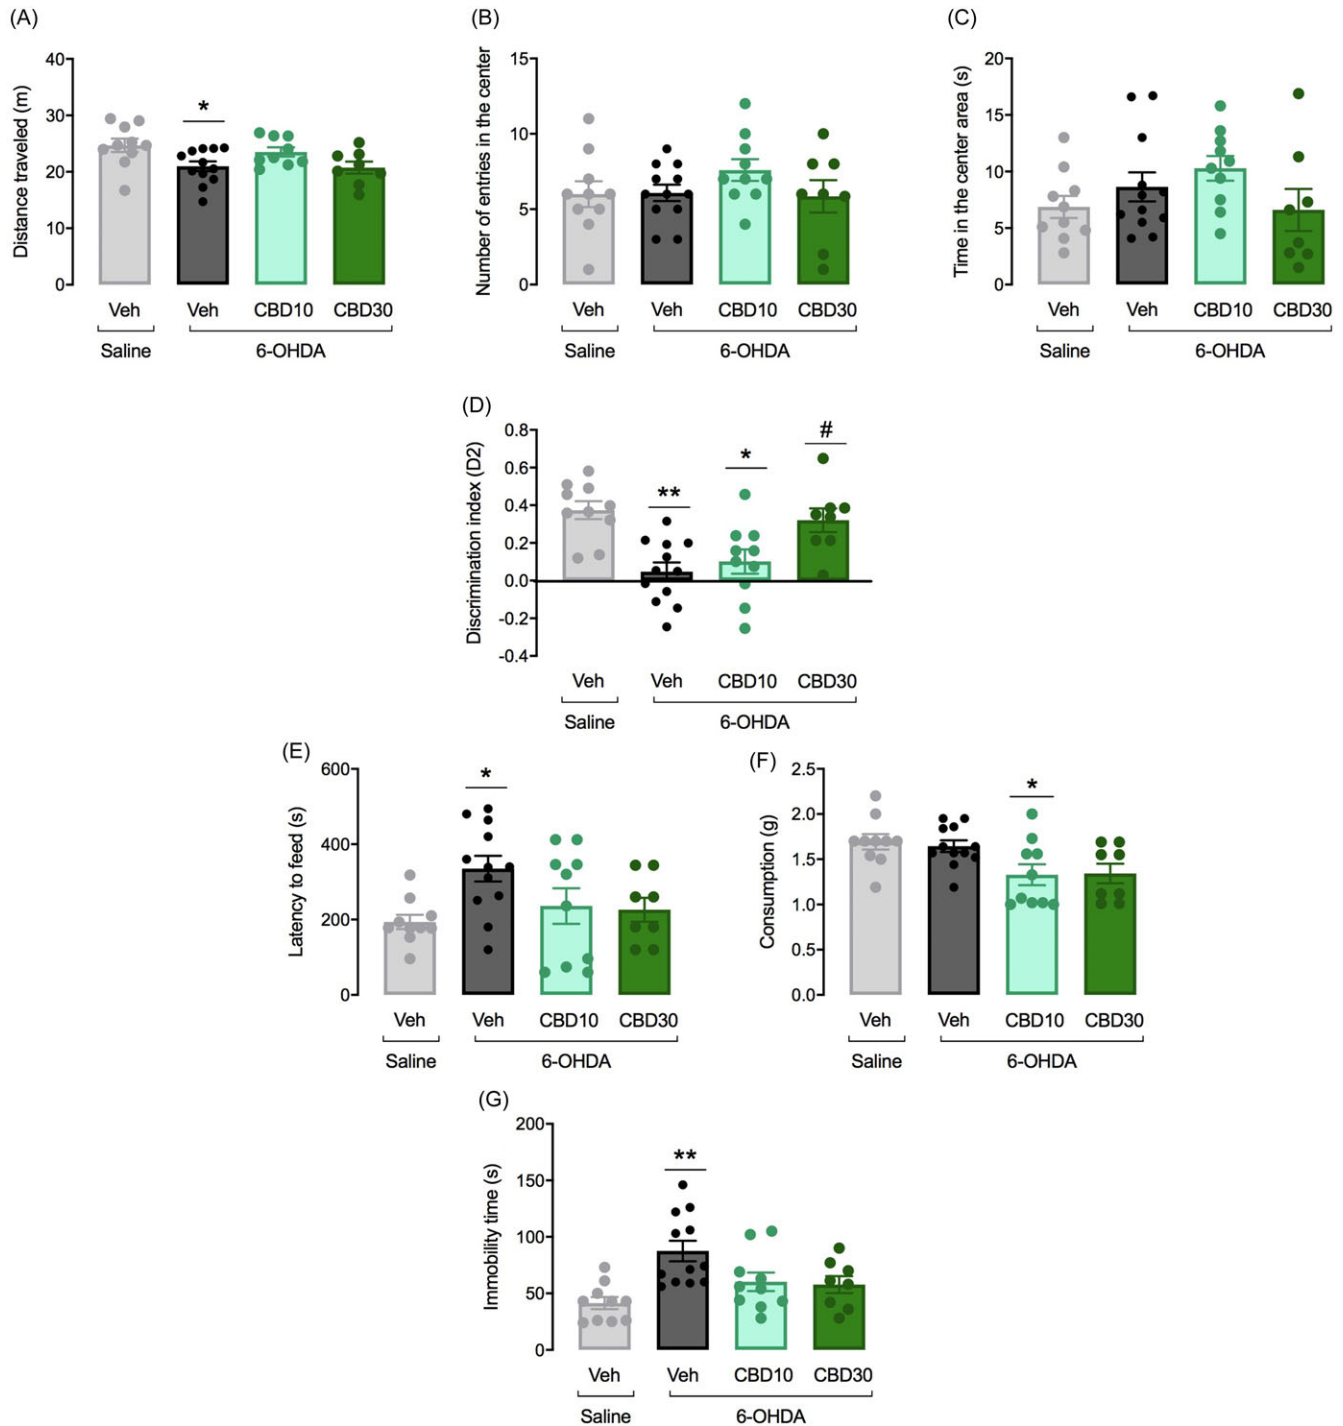 (A)
Distance traveled (m)
40
30
20
10
0
*
Veh
Veh
CBD10
CBD30
Saline
6-OHDA
(B)
Number of entries in the center
15
10
5
0
Veh
Veh
CBD10
CBD30
Saline
6-OHDA
(C)
Time in the center area (s)
20
15
10
5
0
Veh
Veh
CBD10
CBD30
Saline
6-OHDA
(D)
Discrimination index (D2)
0.8
0.6
0.4
0.2
0.0
-0.2
-0.4
**
*
#
Veh
Veh
CBD10
CBD30
Saline
6-OHDA
(E)
Latency to feed (s)
600
400
200
0
*
Veh
Veh
CBD10
CBD30
Saline
6-OHDA
(F)
Consumption (g)
2.5
2.0
1.5
1.0
0.5
0.0
*
Veh
Veh
CBD10
CBD30
Saline
6-OHDA
(G)
Immobility time (s)
200
150
100
50
0
**
Veh
Veh
CBD10
CBD30
Saline
6-OHDA